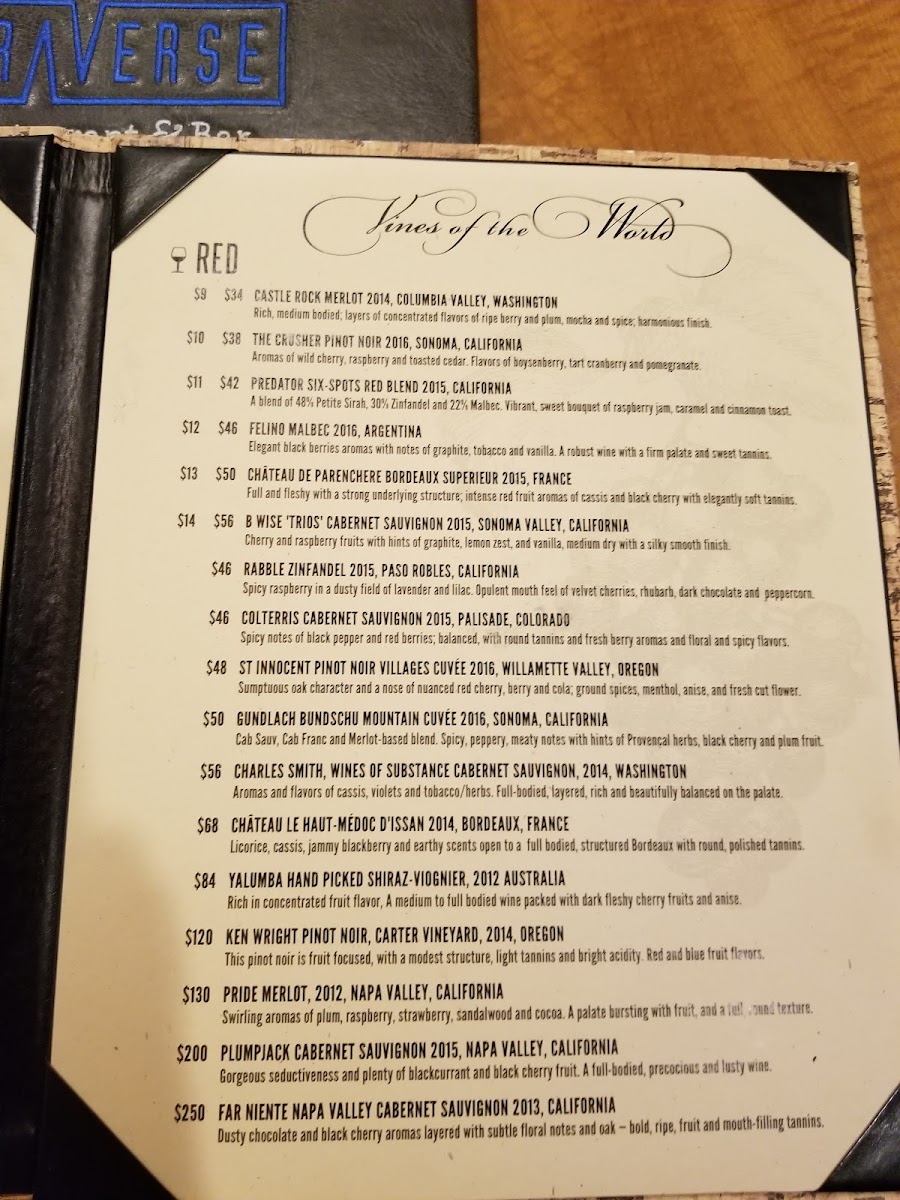 RAVERSE
& Bar
Vines of the World
RED
$9 $34 CASTLE ROCK MERLOT 2014, COLUMBIA VALLEY, WASHINGTON
Rich, medium bodied; layers of concentrated flavors of ripe berry and plum, mocha and spice; harmonious finish.
$10 $38 THE CRUSHER PINOT NOIR 2016, SONOMA, CALIFORNIA
Aromas of wild cherry, raspberry and toasted cedar. Flavors of boysenberry, tart cranberry and pomegranate.
$11 $42 PREDATOR SIX-SPOTS RED BLEND 2015, CALIFORNIA
A blend of 48% Petite Sirah, 30% Zinfandel and 22% Malbec. Vibrant, sweet bouquet of raspberry jam, caramel and cinnamon toast.
$12 $46 FELINO MALBEC 2016, ARGENTINA
Elegant black berries aromas with notes of graphite, tobacco and vanilla. A robust wine with a firm palate and sweet tannins.
$13 $50 CHÂTEAU DE PARENCHERE BORDEAUX SUPERIEUR 2015, FRANCE
Full and fleshy with a strong underlying structure; intense red fruit aromas of cassis and black cherry with elegantly soft tannins.
$14 $56 B WISE 'TRIOS' CABERNET SAUVIGNON 2015, SONOMA VALLEY, CALIFORNIA
Cherry and raspberry fruits with hints of graphite, lemon zest, and vanilla, medium dry with a silky smooth finish.
$46 RABBLE ZINFANDEL 2015, PASO ROBLES, CALIFORNIA
Spicy raspberry in a dusty field of lavender and lilac. Opulent mouth feel of velvet cherries, rhubarb, dark chocolate and peppercorn.
$46 COLTERRIS CABERNET SAUVIGNON 2015, PALISADE, COLORADO
Spicy notes of black pepper and red berries; balanced, with round tannins and fresh berry aromas and floral and spicy flavors.
$48 ST INNOCENT PINOT NOIR VILLAGES CUVÉE 2016, WILLAMETTE VALLEY, OREGON
Sumptuous oak character and a nose of nuanced red cherry, berry and cola; ground spices, menthol, anise, and fresh cut flower.
$50 GUNDLACH BUNDSCHU MOUNTAIN CUVÉE 2016, SONOMA, CALIFORNIA
Cab Sauv, Cab Franc and Merlot-based blend. Spicy, peppery, meaty notes with hints of Provençal herbs, black cherry and plum fruit.
$56 CHARLES SMITH, WINES OF SUBSTANCE CABERNET SAUVIGNON, 2014, WASHINGTON
Aromas and flavors of cassis, violets and tobacco/herbs. Full-bodied, layered, rich and beautifully balanced on the palate.
$68 CHÂTEAU LE HAUT-MÉDOC D'ISSAN 2014, BORDEAUX, FRANCE
Licorice, cassis, jammy blackberry and earthy scents open to a full bodied, structured Bordeaux with round, polished tannins.
$84 YALUMBA HAND PICKED SHIRAZ-VIOGNIER, 2012 AUSTRALIA
Rich in concentrated fruit flavor, A medium to full bodied wine packed with dark fleshy cherry fruits and anise.
$120 KEN WRIGHT PINOT NOIR, CARTER VINEYARD, 2014, OREGON
This pinot noir is fruit focused, with a modest structure, light tannins and bright acidity. Red and blue fruit flavors.
$130 PRIDE MERLOT, 2012, NAPA VALLEY, CALIFORNIA
Swirling aromas of plum, raspberry, strawberry, sandalwood and cocoa. A palate bursting with fruit, and a full, round texture.
$200 PLUMPJACK CABERNET SAUVIGNON 2015, NAPA VALLEY, CALIFORNIA
Gorgeous seductiveness and plenty of blackcurrant and black cherry fruit. A full-bodied, precocious and lusty wine.
$250 FAR NIENTE NAPA VALLEY CABERNET SAUVIGNON 2013, CALIFORNIA
Dusty chocolate and black cherry aromas layered with subtle floral notes and oak – bold, ripe, fruit and mouth-filling tannins.